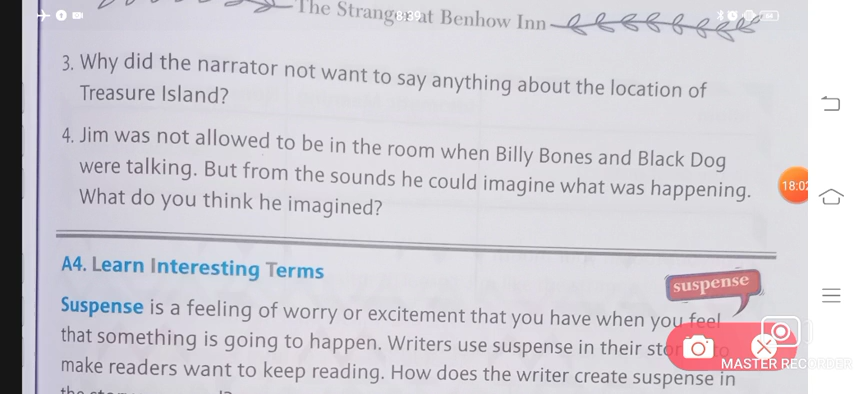 The Stranger at Benhow Inn
8:39
3. Why did the narrator not want to say anything about the location of
Treasure Island?
4. Jim was not allowed to be in the room when Billy Bones and Black Dog
were talking. But from the sounds he could imagine what was happening.
What do you think he imagined?
18:02
A4. Learn Interesting Terms
suspense
Suspense is a feeling of worry or excitement that you have when you feel
that something is going to happen. Writers use suspense in their
make readers want to keep reading. How does the writer create suspense in
MASTER RECORDER